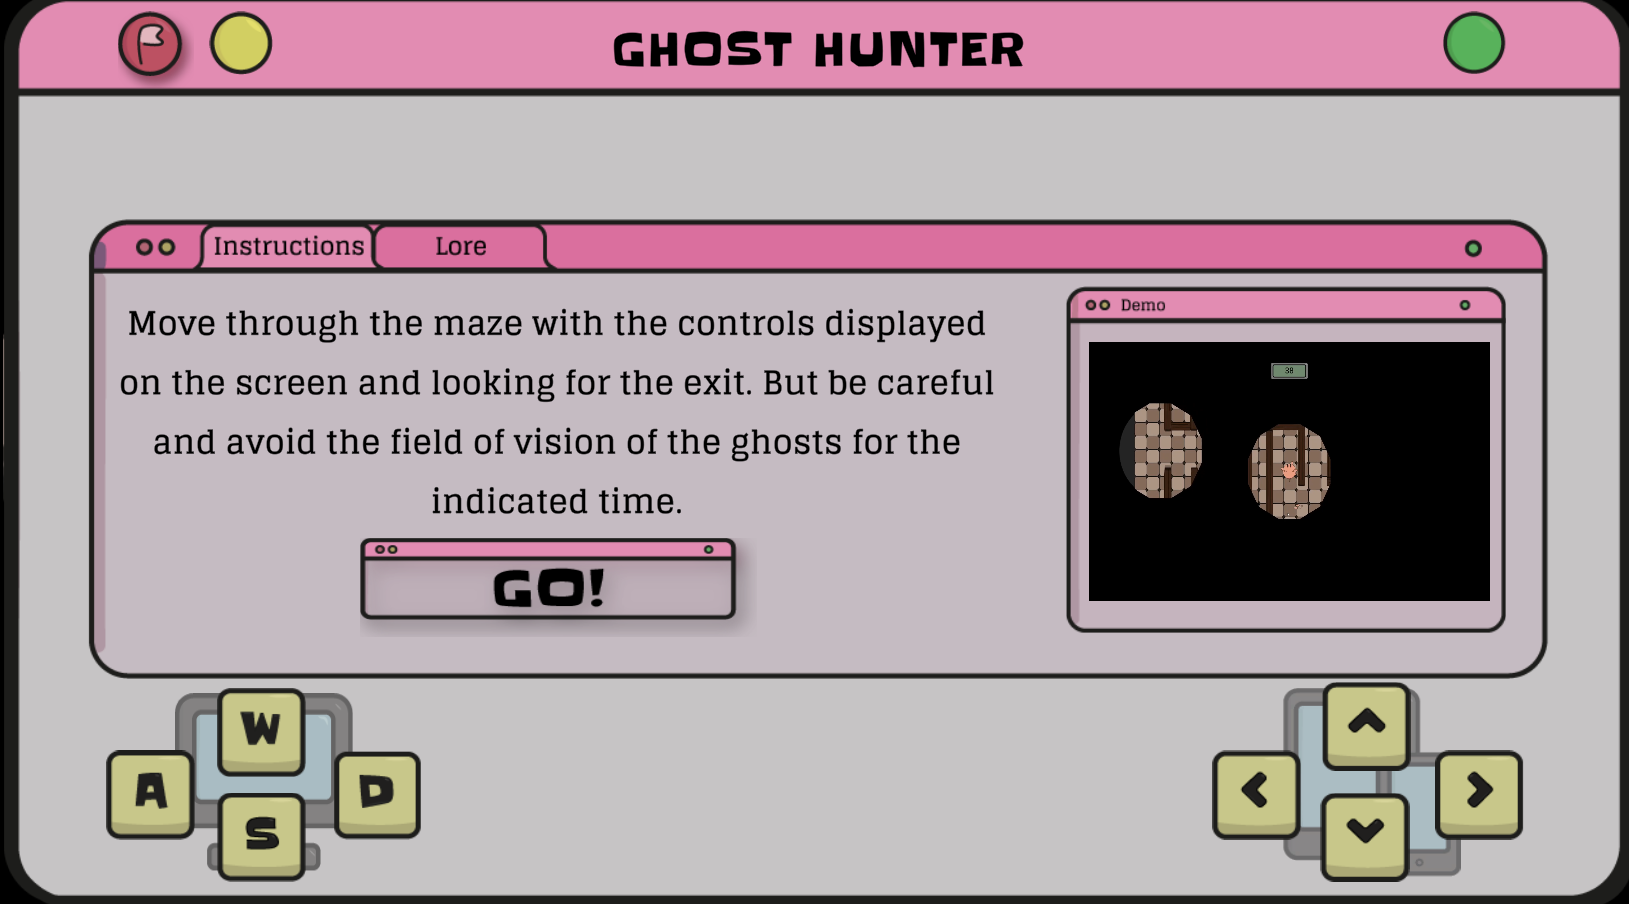 GHOST HUNTER
Instructions
Lore
Move through the maze with the controls displayed
on the screen and looking for the exit. But be careful
and avoid the field of vision of the ghosts for the
indicated time.
GO!
Demo
38
W
A
D
S